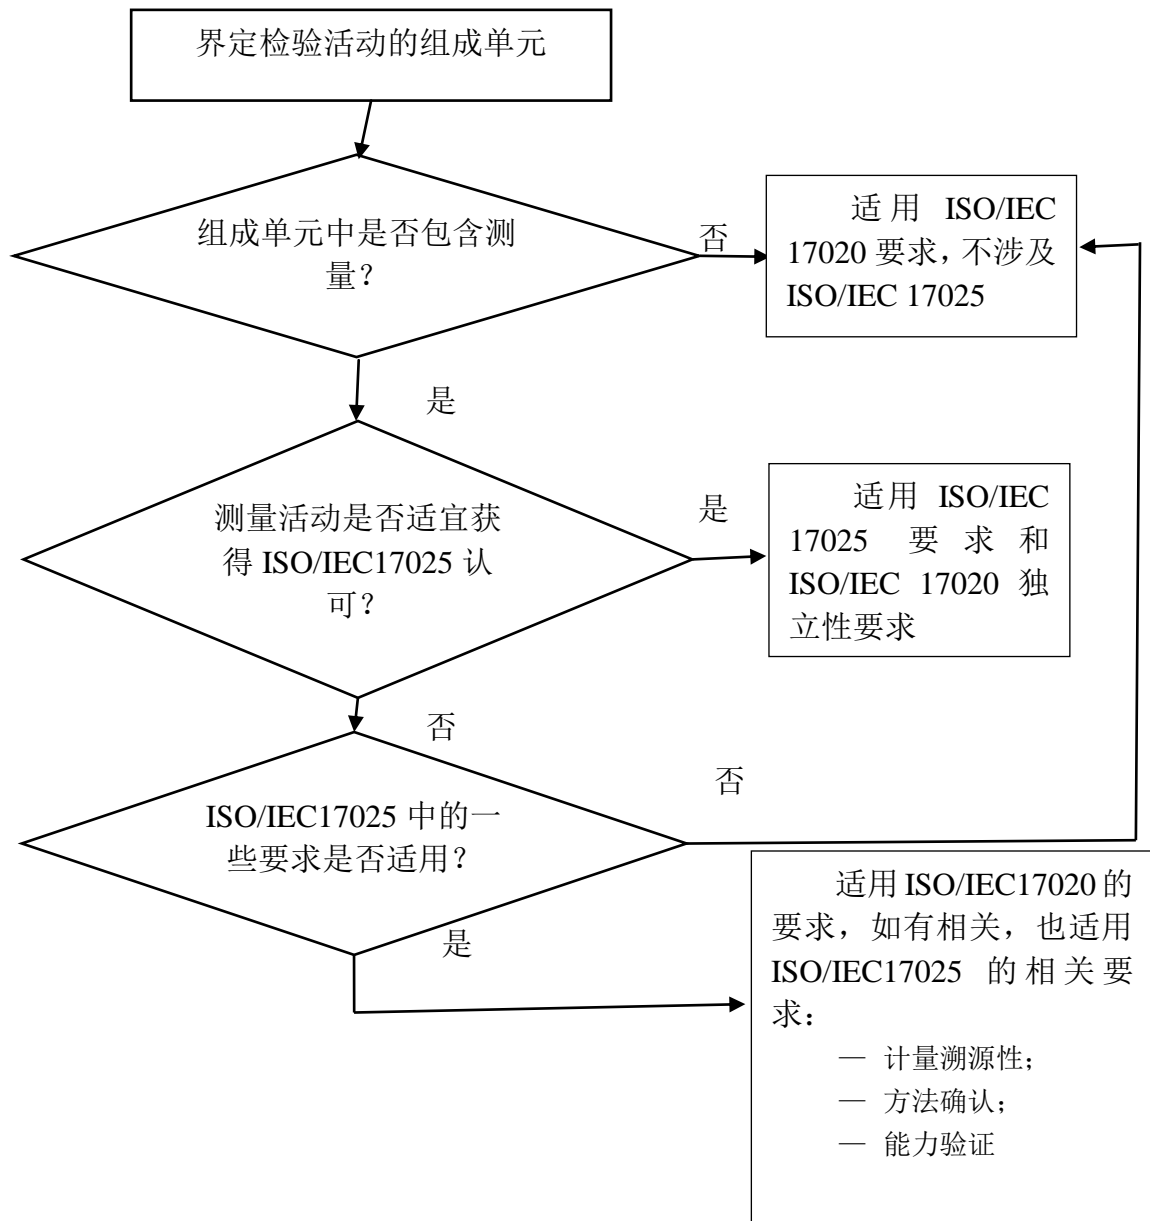 界定检验活动的组成单元
组成单元中是否包含测
量？
否
适用 ISO/IEC
17020 要求，不涉及
ISO/IEC 17025
是
测量活动是否适宜获
得 ISO/IEC17025 认
可？
是
适用 ISO/IEC
17025 要求和
ISO/IEC 17020 独
立性要求
否
ISO/IEC17025 中的一
些要求是否适用？
否
是
适用 ISO/IEC17020 的
要求，如有相关，也适用
ISO/IEC17025 的相关要
求：
— 计量溯源性；
— 方法确认；
— 能力验证